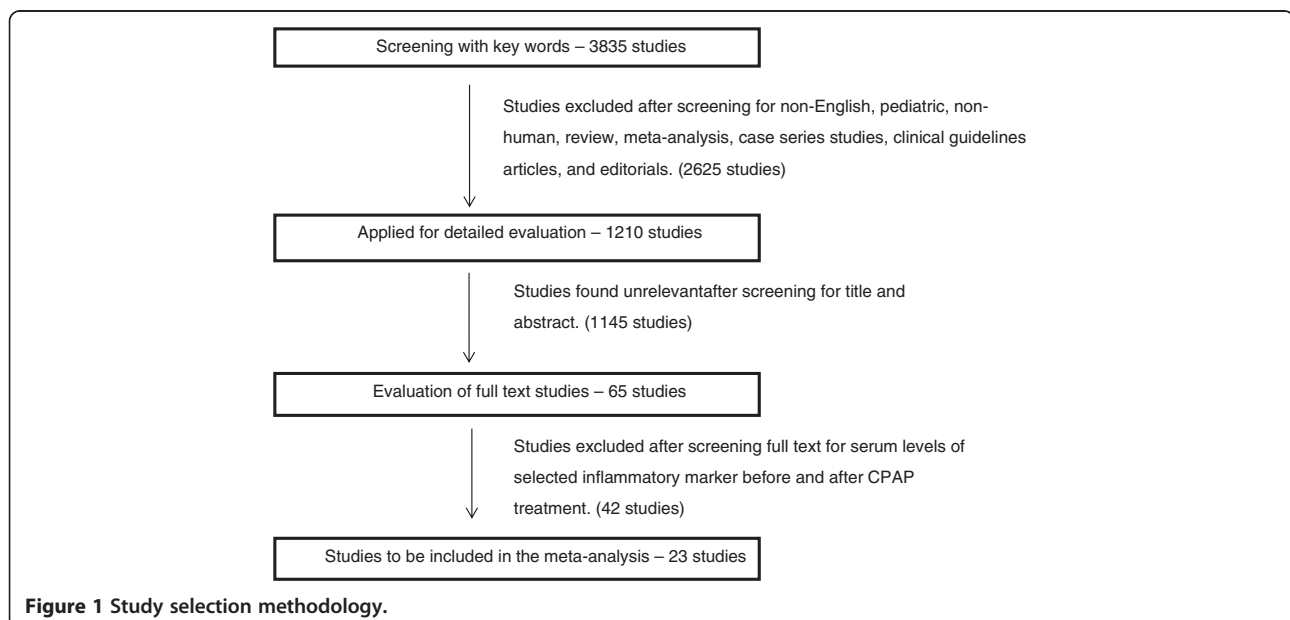 Screening with key words – 3835 studies
Studies excluded after screening for non-English, pediatric, non-
human, review, meta-analysis, case series studies, clinical guidelines
articles, and editorials. (2625 studies)
Applied for detailed evaluation – 1210 studies
Studies found unrelevantafter screening for title and
abstract. (1145 studies)
Evaluation of full text studies – 65 studies
Studies excluded after screening full text for serum levels of
selected inflammatory marker before and after CPAP
treatment. (42 studies)
Studies to be included in the meta-analysis – 23 studies
Figure 1 Study selection methodology.